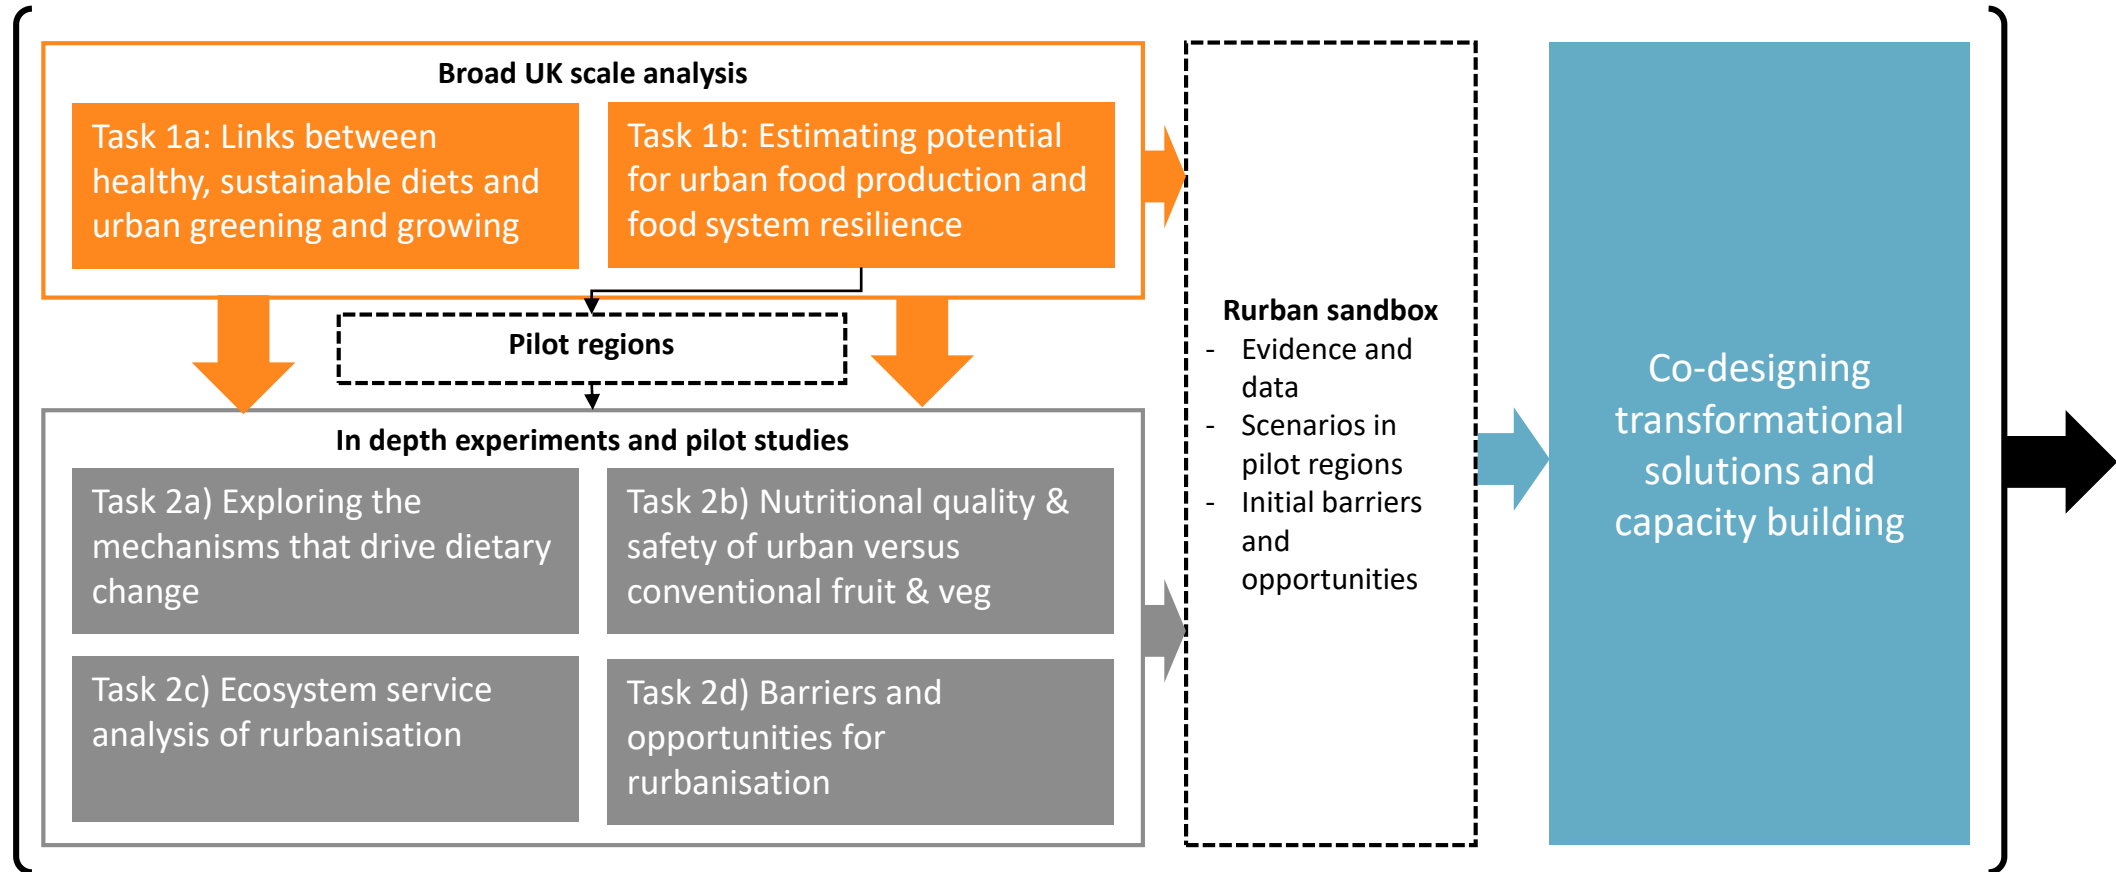 Broad UK scale analysis
Task 1a: Links between
healthy, sustainable diets and
urban greening and growing
Task 1b: Estimating potential
for urban food production and
food system resilience
Pilot regions
In depth experiments and pilot studies
Task 2a) Exploring the
mechanisms that drive dietary
change
Task 2b) Nutritional quality &
safety of urban versus
conventional fruit & veg
Task 2c) Ecosystem service
analysis of rurbanisation
Task 2d) Barriers and
opportunities for
rurbanisation
Rurban sandbox
- Evidence and
data
- Scenarios in
pilot regions
- Initial barriers
and
opportunities
Co-designing
transformational
solutions and
capacity building